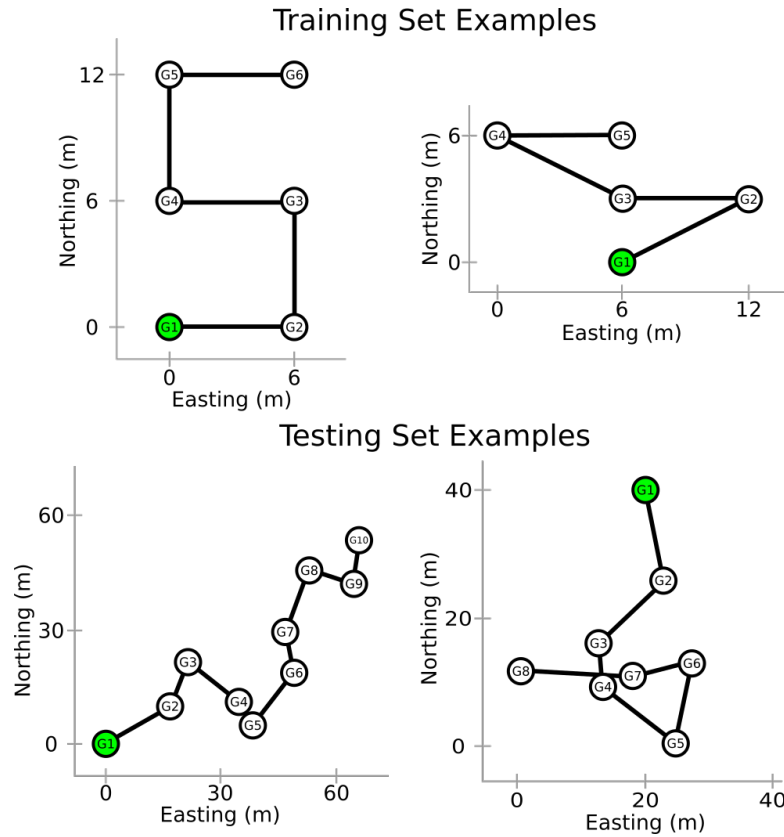 Training Set Examples
12
6
0
Northing (m)
G5 G6
G4 G3
G1 G2
0 6
Easting (m)
6
0
Northing (m)
G4 G5
G3 G2
G1
0 6 12
Easting (m)
Testing Set Examples
60
30
0
Northing (m)
G10
G8 G9
G7
G3 G6
G2 G4
G5
G1
0 30 60
Easting (m)
40
20
0
Northing (m)
G1
G2
G3
G8 G7 G6
G4
G5
0 20 40
Easting (m)